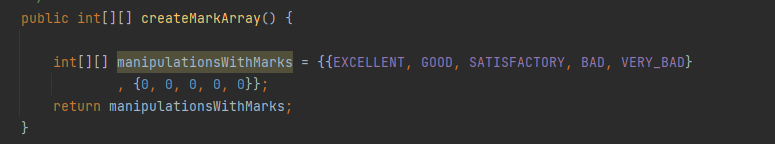 public int[][] createMarkArray() {
int[][] manipulationsWithMarks = {{EXCELLENT, GOOD, SATISFACTORY, BAD, VERY_BAD}
, {0, 0, 0, 0, 0}};
return manipulationsWithMarks;
}